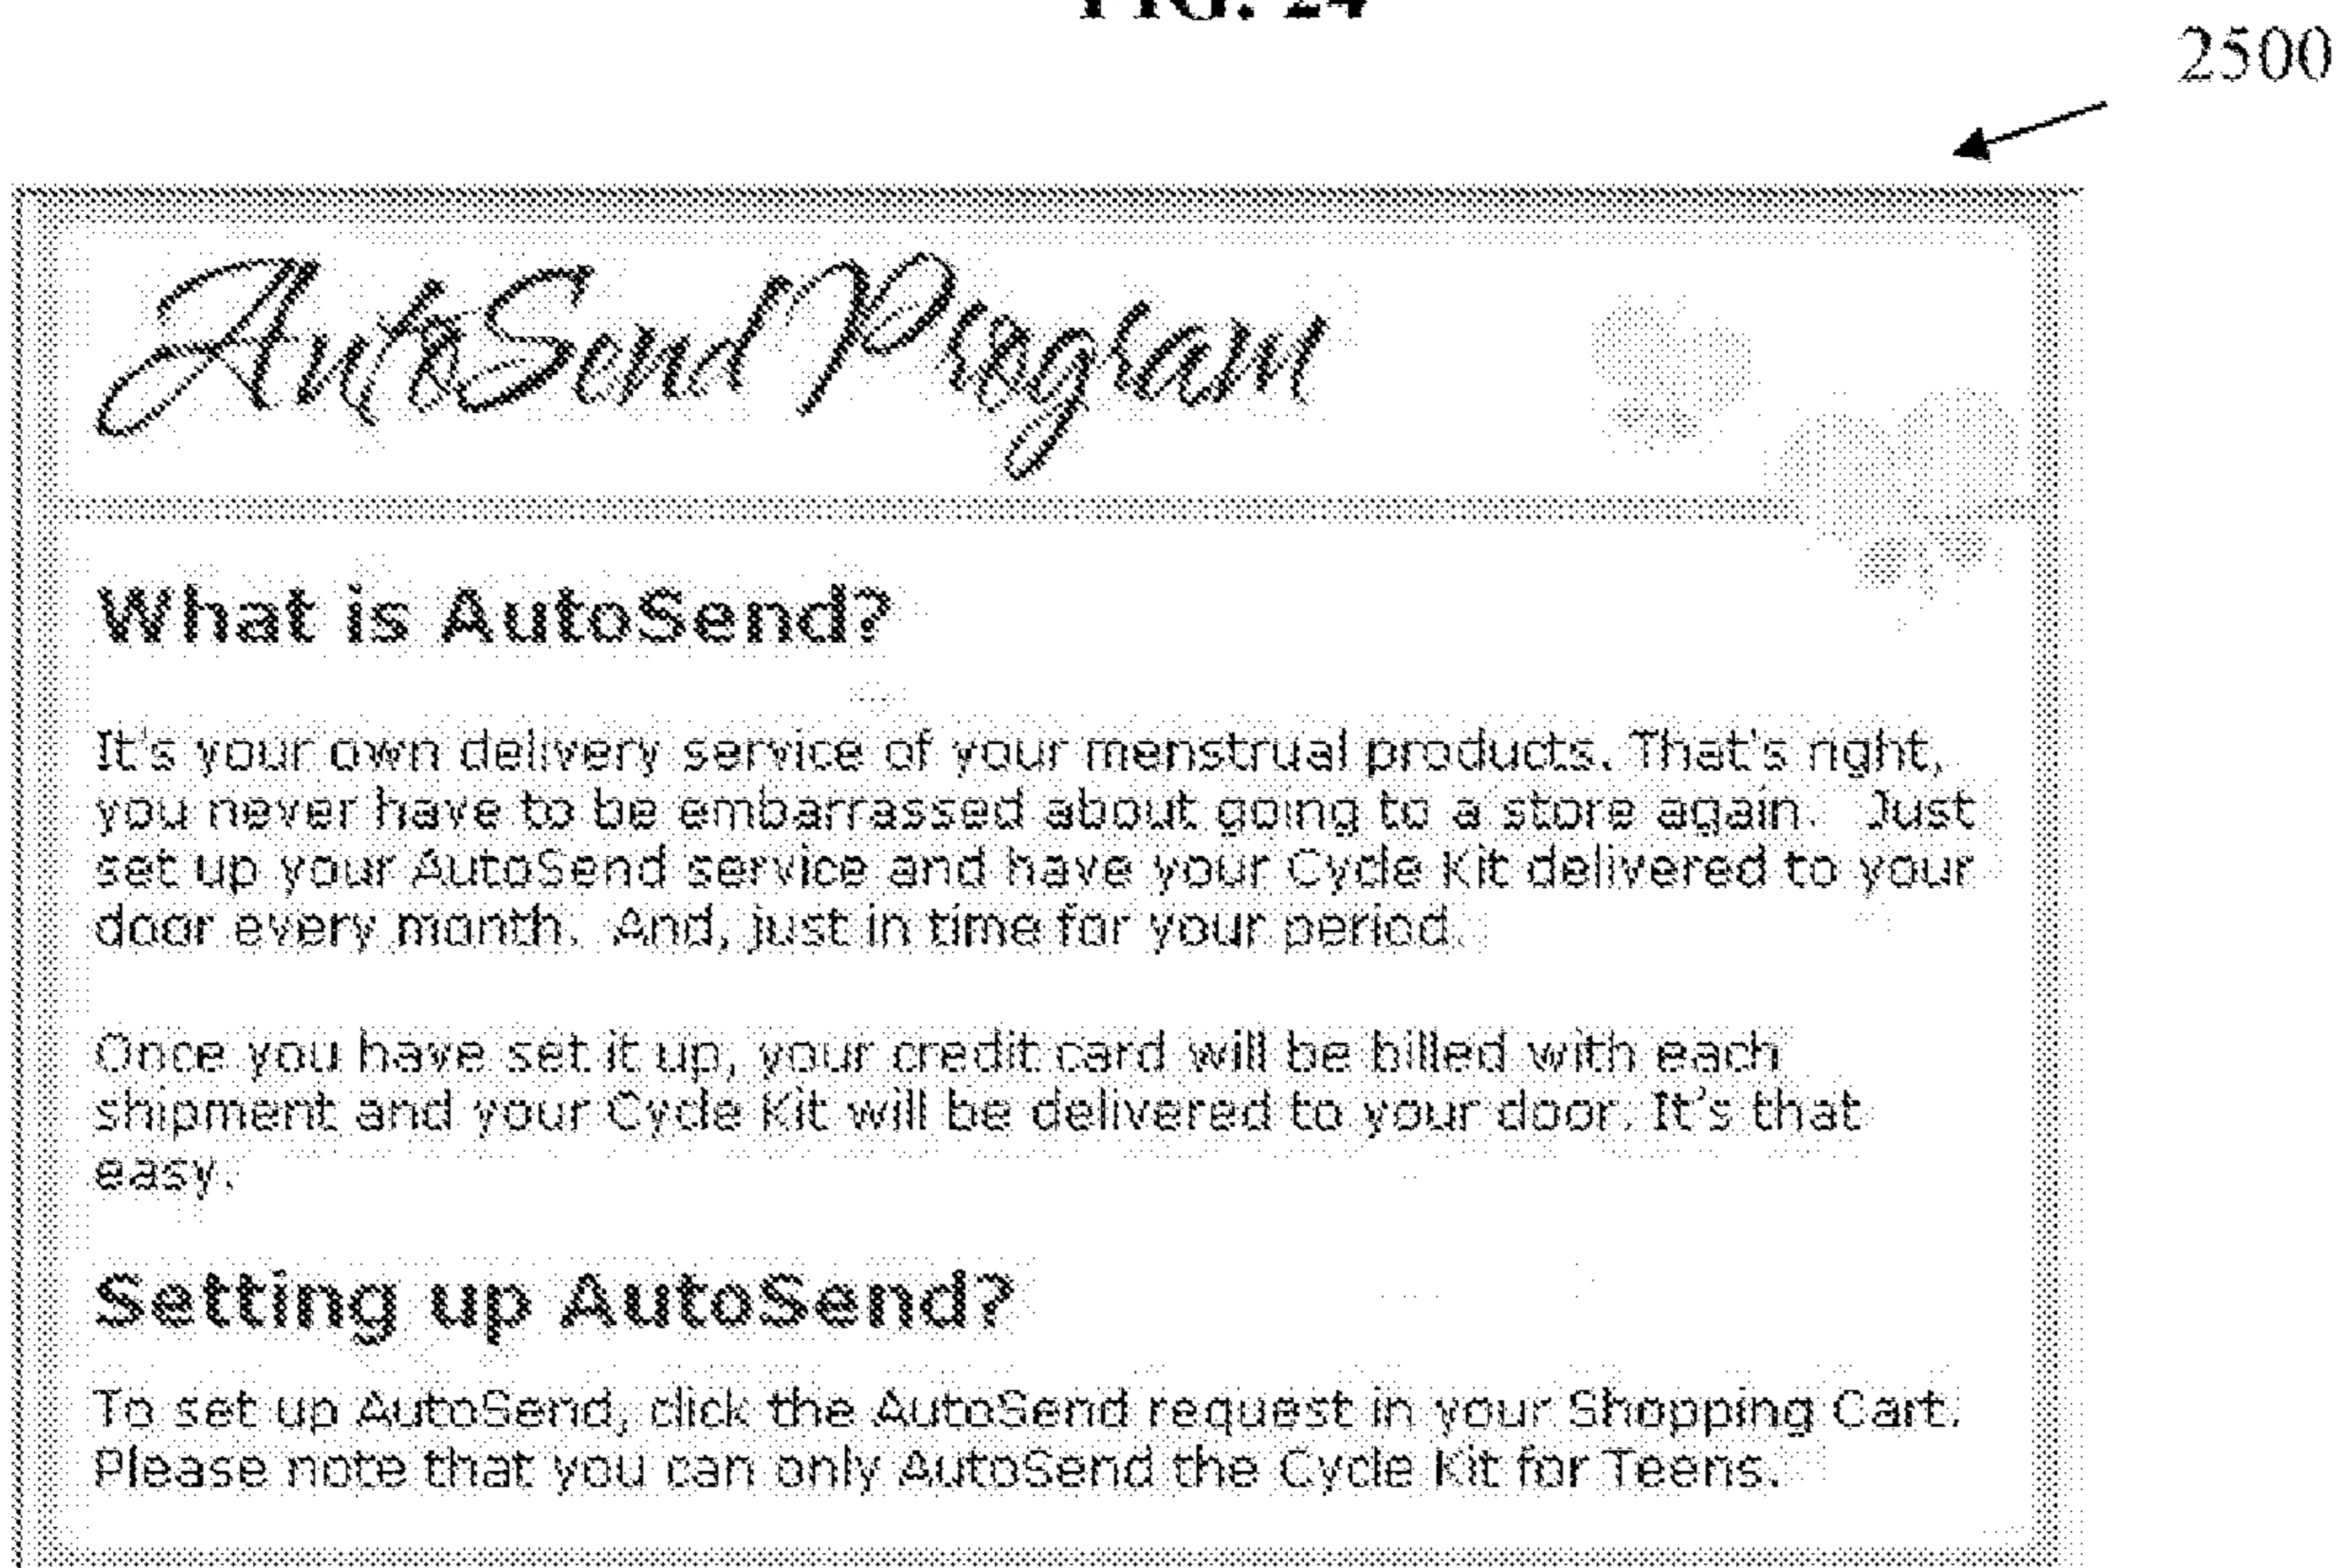 FIG. 24
2500
AutoSend Program
What is AutoSend?
It's your own delivery service of your menstrual products. That's right,
you never have to be embarrassed about going to a store again.  Just
set up your AutoSend service and have your Cycle Kit delivered to your
door every month.  And, just in time for your period.
Once you have set it up, your credit card will be billed with each
shipment and your Cycle Kit will be delivered to your door. It's that
easy.
Setting up AutoSend?
To set up AutoSend, click the AutoSend request in your Shopping Cart.
Please note that you can only AutoSend the Cycle Kit for Teens.